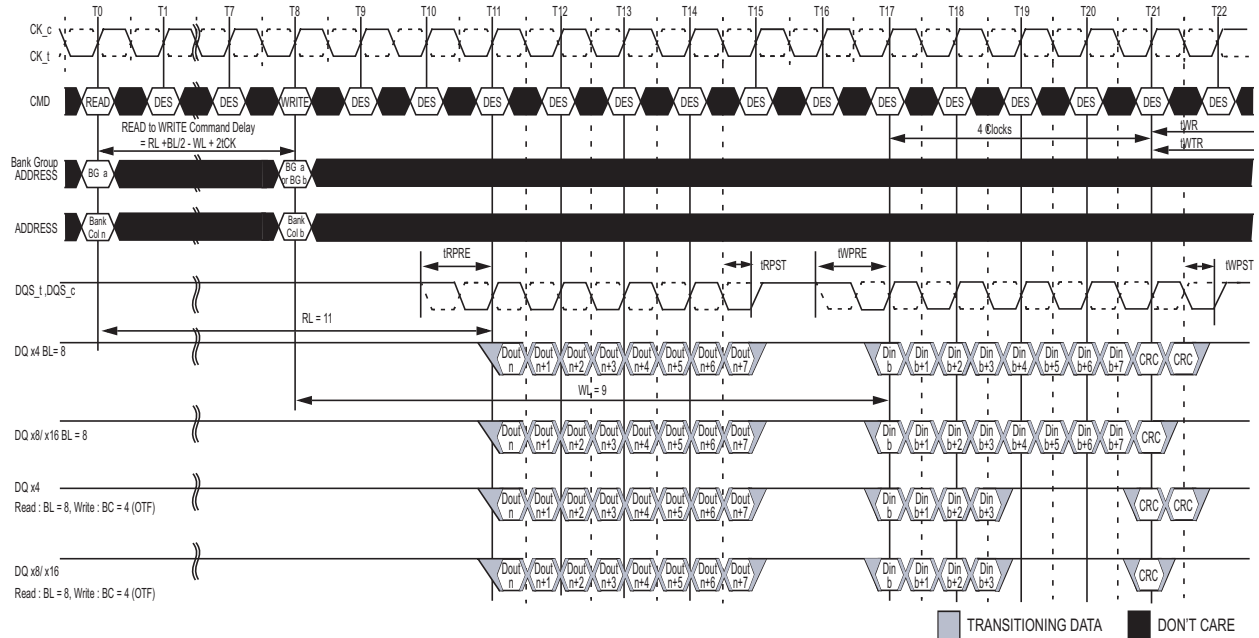 T0 T1 T7 T8 T9 T10 T11 T12 T13 T14 T15 T16 T17 T18 T19 T20 T21 T22
CK_c
CK_t
CMD READ DES DES WRITE DES DES DES DES DES DES DES DES DES DES DES DES DES DES
READ to WRITE Command Delay
= RL +BL/2 - WL + 2tCK
4 Clocks
tWR
tWTR
Bank Group
ADDRESS
BG a
BG a
or BG b
ADDRESS
Bank
Col n
Bank
Col b
tRPRE
tRPST
tWPRE
tWPST
DQS_t ,DQS_c
RL = 11
DQ x4 BL= 8
Dout
n
Dout
n+1
Dout
n+2
Dout
n+3
Dout
n+4
Dout
n+5
Dout
n+6
Dout
n+7
Din
b
Din
b+1
Din
b+2
Din
b+3
Din
b+4
Din
b+5
Din
b+6
Din
b+7
CRC
CRC
WL = 9
DQ x8/ x16 BL = 8
Dout
n
Dout
n+1
Dout
n+2
Dout
n+3
Dout
n+4
Dout
n+5
Dout
n+6
Dout
n+7
Din
b
Din
b+1
Din
b+2
Din
b+3
Din
b+4
Din
b+5
Din
b+6
Din
b+7
CRC
DQ x4
Read : BL = 8, Write : BC = 4 (OTF)
Dout
n
Dout
n+1
Dout
n+2
Dout
n+3
Dout
n+4
Dout
n+5
Dout
n+6
Dout
n+7
Din
b
Din
b+1
Din
b+2
Din
b+3
CRC
CRC
DQ x8/ x16
Read : BL = 8, Write : BC = 4 (OTF)
Dout
n
Dout
n+1
Dout
n+2
Dout
n+3
Dout
n+4
Dout
n+5
Dout
n+6
Dout
n+7
Din
b
Din
b+1
Din
b+2
Din
b+3
CRC
TRANSITIONING DATA
DON'T CARE